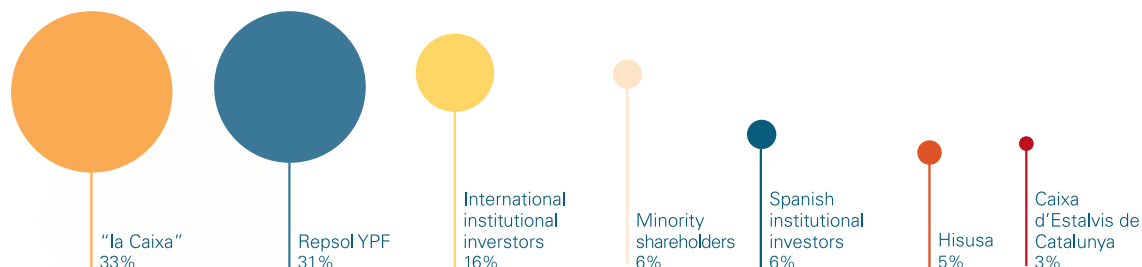 “la Caixa”
33%
Repsol YPF
31%
International
institutional
inverstors
16%
Minority
shareholders
6%
Spanish
institutional
investors
6%
Hisusa
5%
Caixa
d’Estalvis de
Catalunya
3%